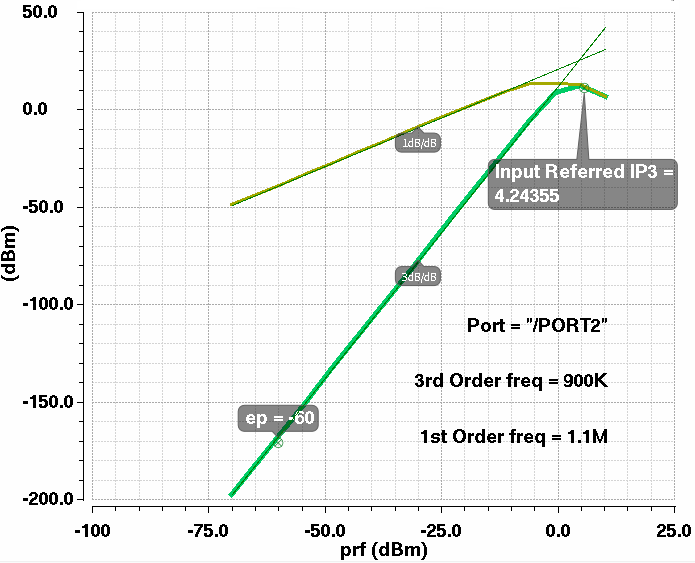 50.0
0.0
-50.0
-100.0
-150.0
-200.0
(dBm)
1dB/dB
Input Referred IP3 =
4.24355
3dB/dB
Port = "/PORT2"
3rd Order freq = 900K
ep = -60
1st Order freq = 1.1M
-100
-75.0
-50.0
-25.0
0.0
25.0
prf (dBm)